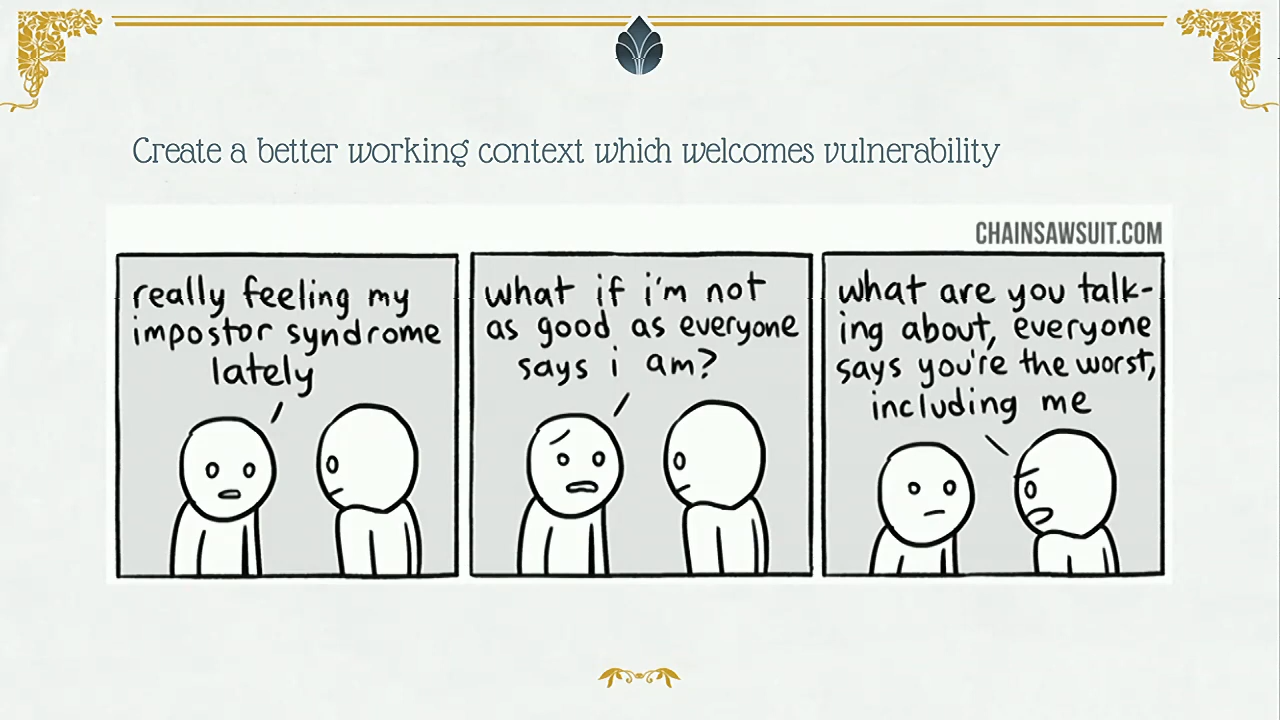 Create a better working context which welcomes vulnerability
CHAINSAWSUIT.COM
really feeling my
impostor syndrome
lately
what if i'm not
as good as everyone
says i am?
what are you talk-
ing about, everyone
says you're the worst,
including me